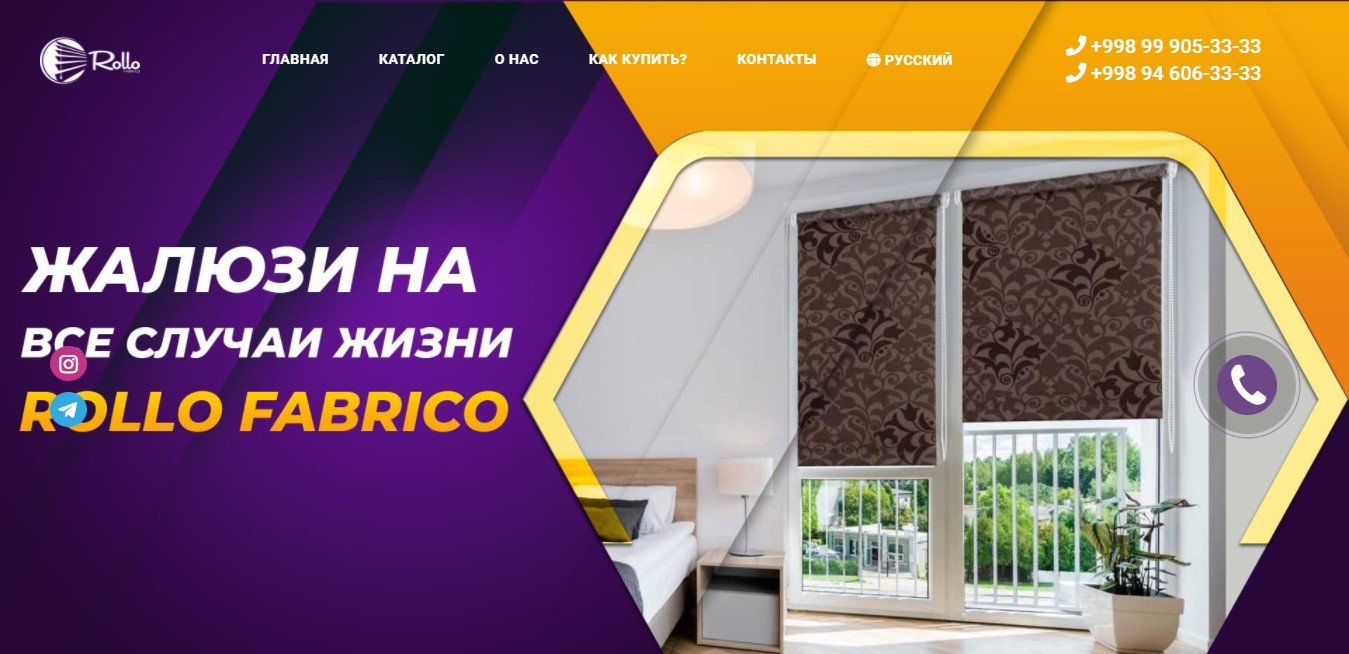 Rollo
ГЛАВНАЯ
КАТАЛОГ
О НАС
КАК КУПИТЬ?
КОНТАКТЫ
РУССКИЙ
+998 99 905-33-33
+998 94 606-33-33
ЖАЛЮЗИ НА
ВСЕ СЛУЧАИ ЖИЗНИ
ROLLO FABRICO